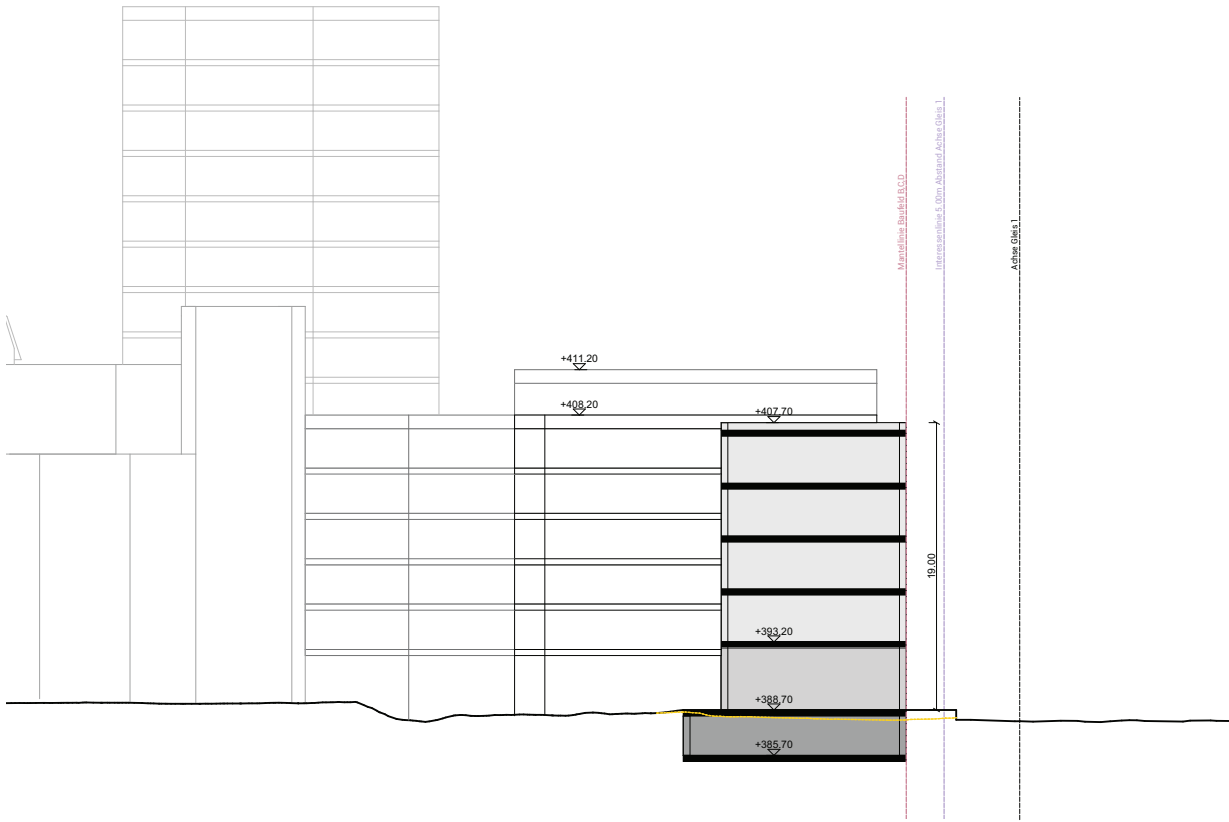 Mantellinie Baufeld B,C,D
Interessenlinie 5.00m Abstand Achse Gleis 1
Achse Gleis 1
+411.20
+408.20
+407.70
19.00
+393.20
+388.70
+385.70